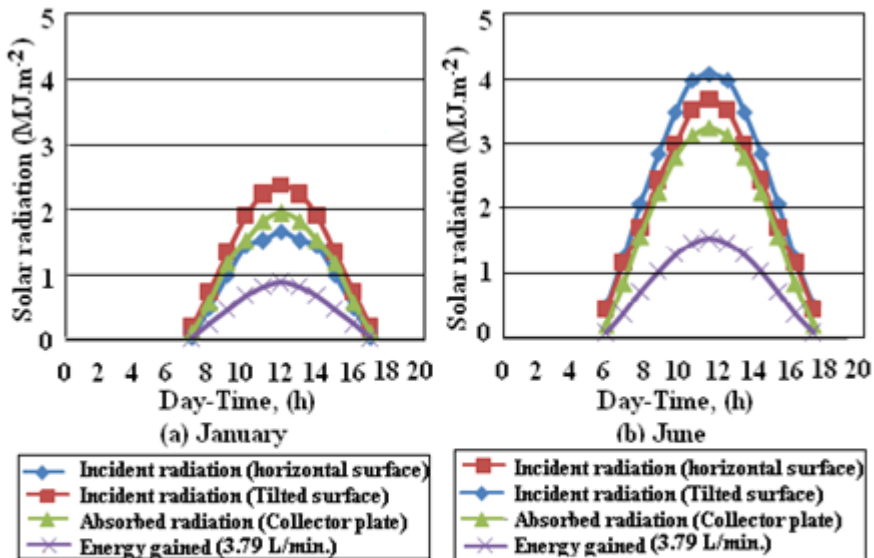 Solar radiation (MJ.m-2)
5
4
3
2
1
0
0 2 4 6 8 10 12 14 16 18 20
Day-Time, (h)
(a) January
Incident radiation (horizontal surface)
Incident radiation (Tilted surface)
Absorbed radiation (Collector plate)
Energy gained (3.79 L/min.)
Solar radiation (MJ.m-2)
5
4
3
2
1
0
0 2 4 6 8 10 12 14 16 18 20
Day-Time, (h)
(b) June
Incident radiation (horizontal surface)
Incident radiation (Tilted surface)
Absorbed radiation (Collector plate)
Energy gained (3.79 L/min.)